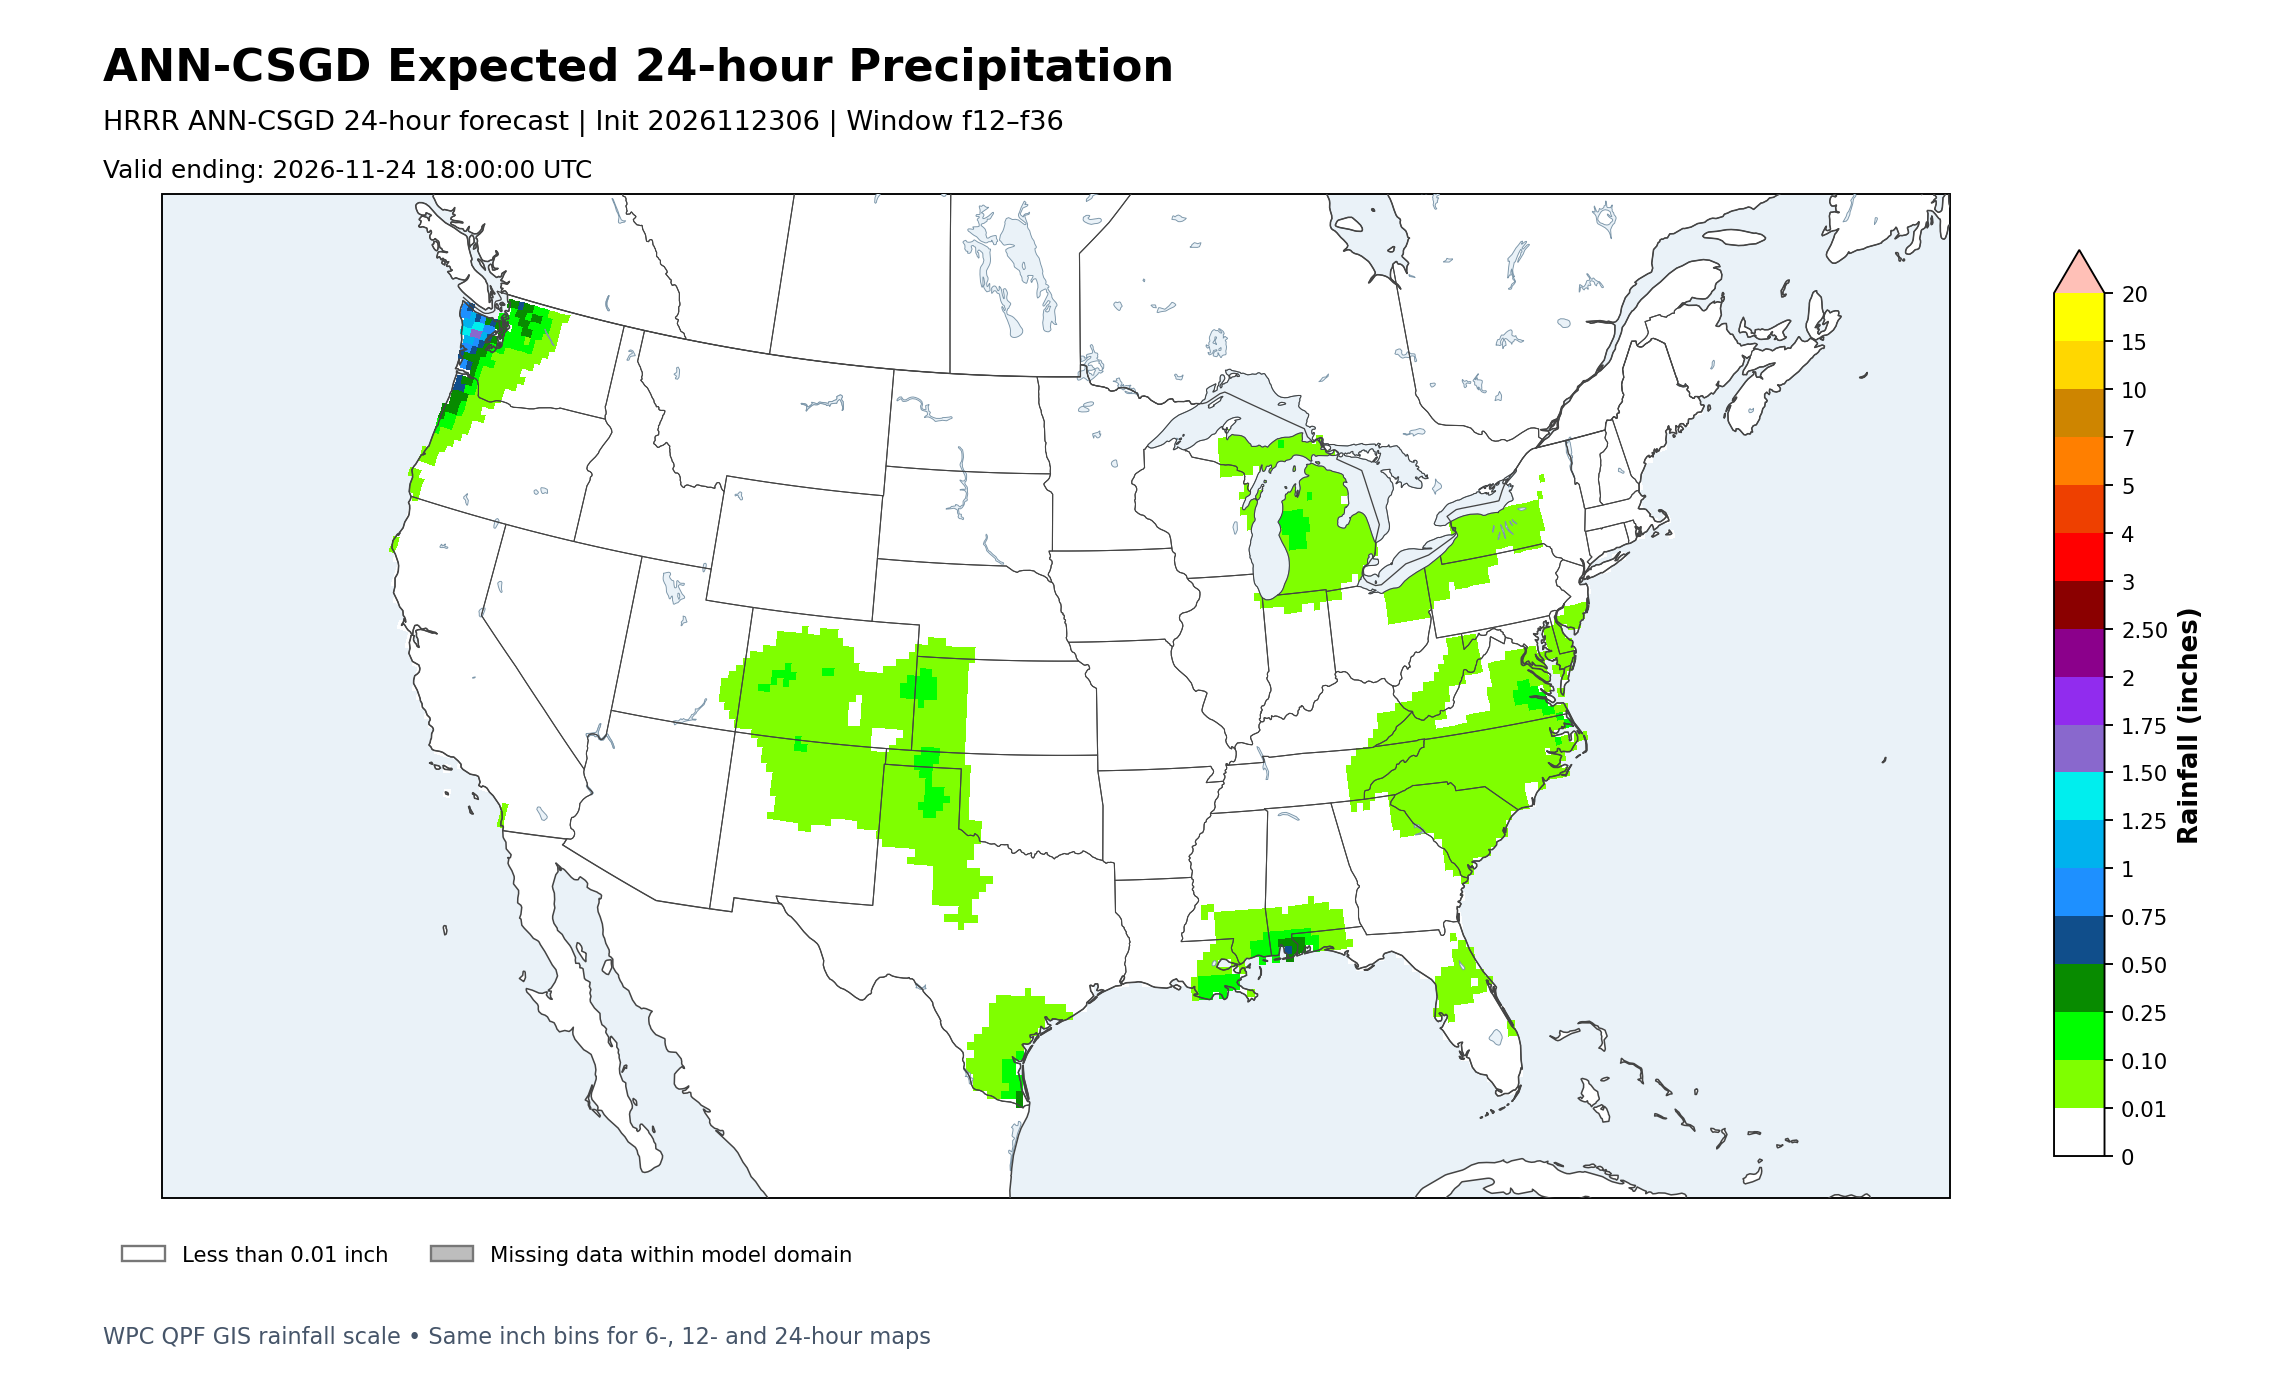 ANN-CSGD Expected 24-hour Precipitation
HRRR ANN-CSGD 24-hour forecast | Init 2026112306 | Window f12–f36
Valid ending: 2026-11-24 18:00:00 UTC
20
15
10
7
5
4
3
2.50
2
1.75
1.50
1.25
1
0.75
0.50
0.25
0.10
0.01
0
Rainfall (inches)
Less than 0.01 inch
Missing data within model domain
WPC QPF GIS rainfall scale • Same inch bins for 6-, 12- and 24-hour maps